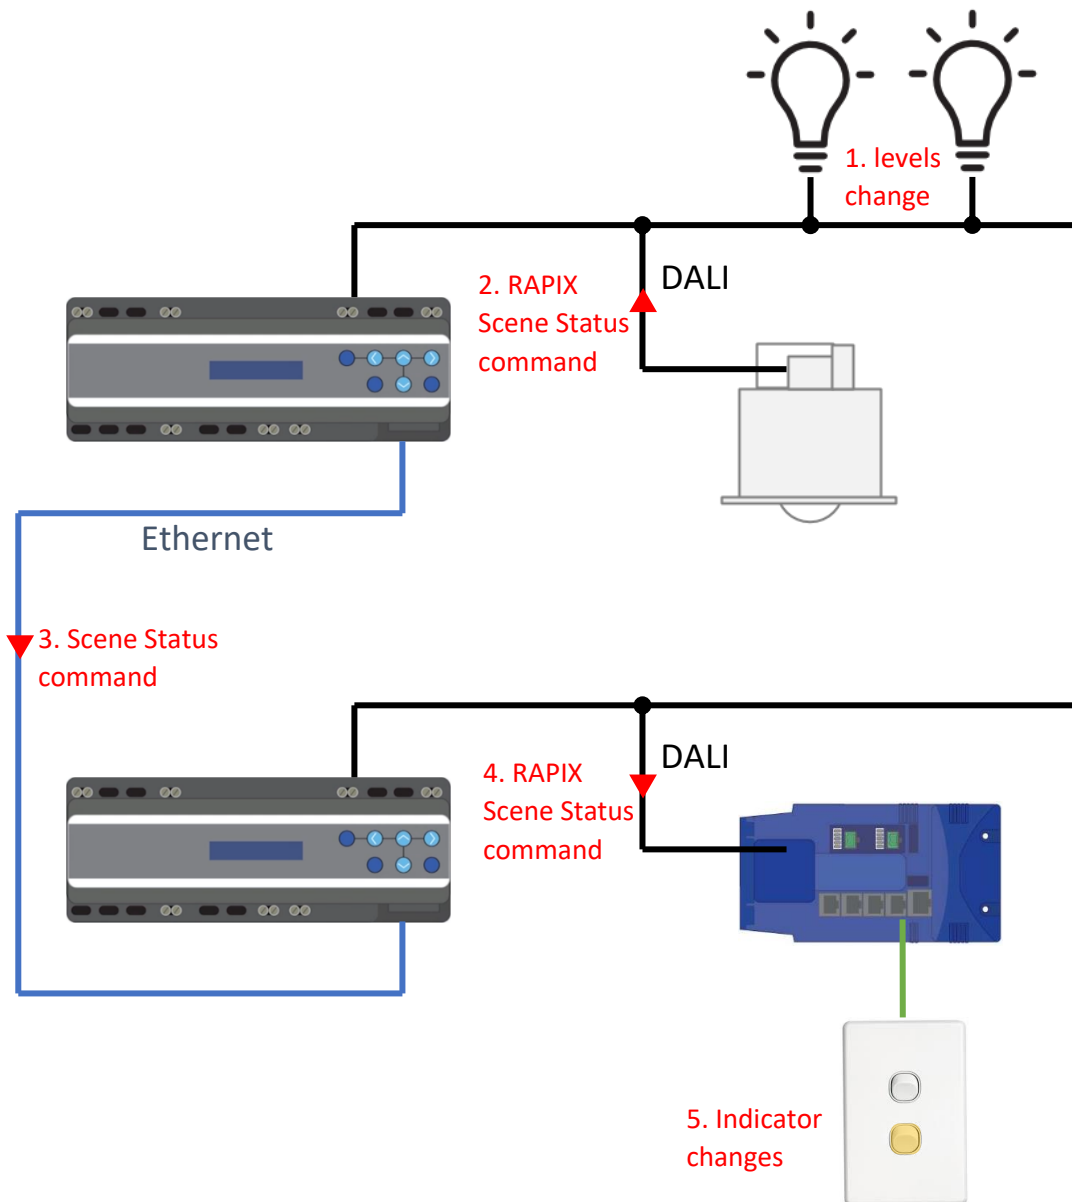 1. levels
change
DALI
2. RAPIX
Scene Status
command
Ethernet
3. Scene Status
command
DALI
4. RAPIX
Scene Status
command
5. Indicator
changes